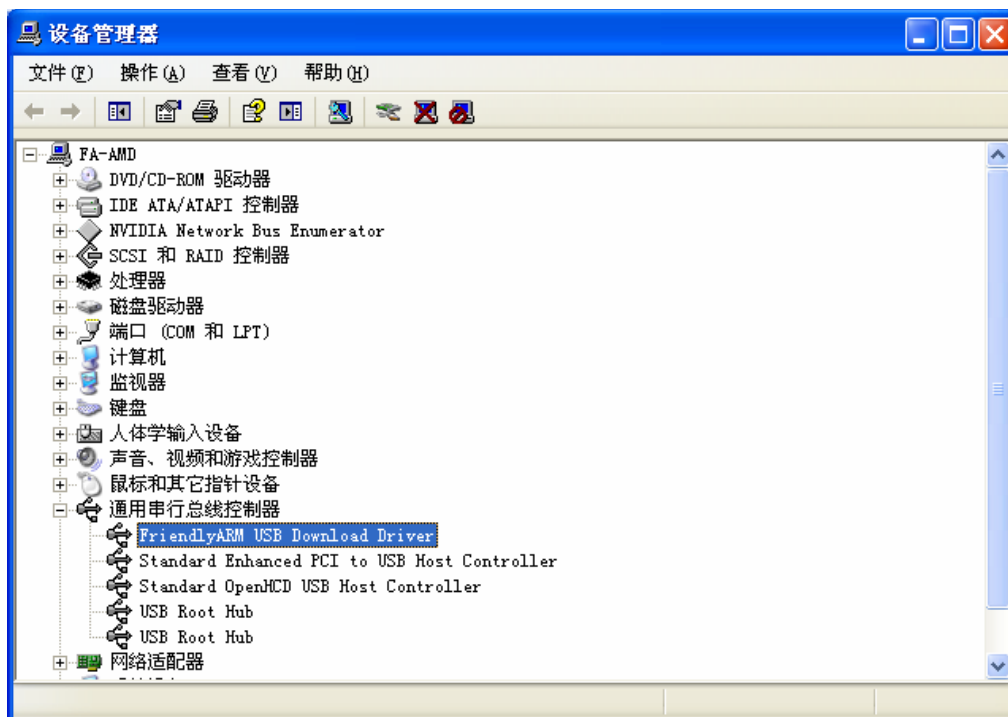 设备管理器
文件(F) 操作(A) 查看(V) 帮助(H)
FA-AMD
DVD/CD-ROM 驱动器
IDE ATA/ATAPI 控制器
NVIDIA Network Bus Enumerator
SCSI 和 RAID 控制器
处理器
磁盘驱动器
端口 (COM 和 LPT)
计算机
监视器
键盘
人体学输入设备
声音、视频和游戏控制器
鼠标和其它指针设备
通用串行总线控制器
FriendlyARM USB Download Driver
Standard Enhanced PCI to USB Host Controller
Standard OpenHCD USB Host Controller
USB Root Hub
USB Root Hub
网络适配器